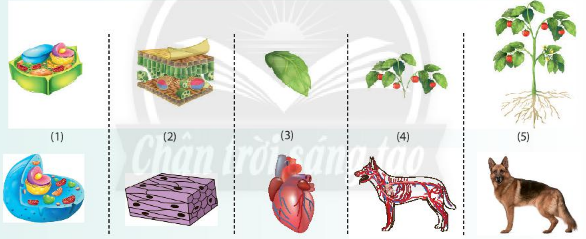 (1) (2) (3) (4) (5)
Chân trời sáng tạo